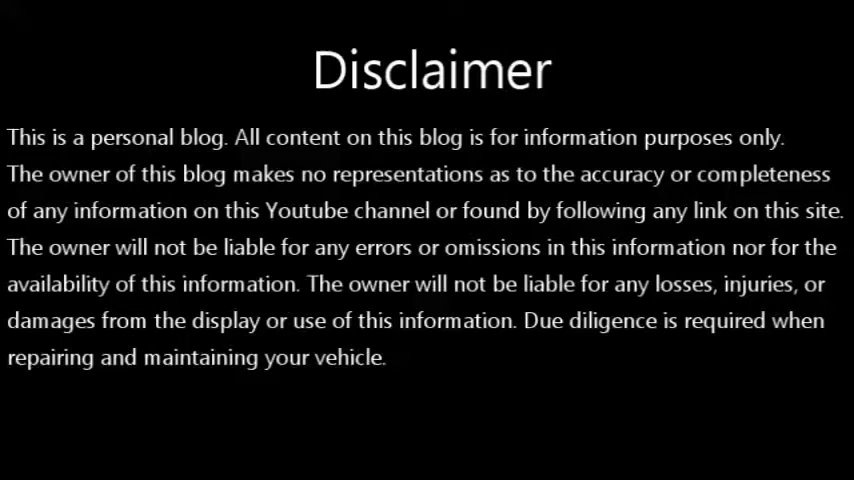 Disclaimer
This is a personal blog. All content on this blog is for information purposes only.
The owner of this blog makes no representations as to the accuracy or completeness
of any information on this Youtube channel or found by following any link on this site.
The owner will not be liable for any errors or omissions in this information nor for the
availability of this information. The owner will not be liable for any losses, injuries, or
damages from the display or use of this information. Due diligence is required when
repairing and maintaining your vehicle.